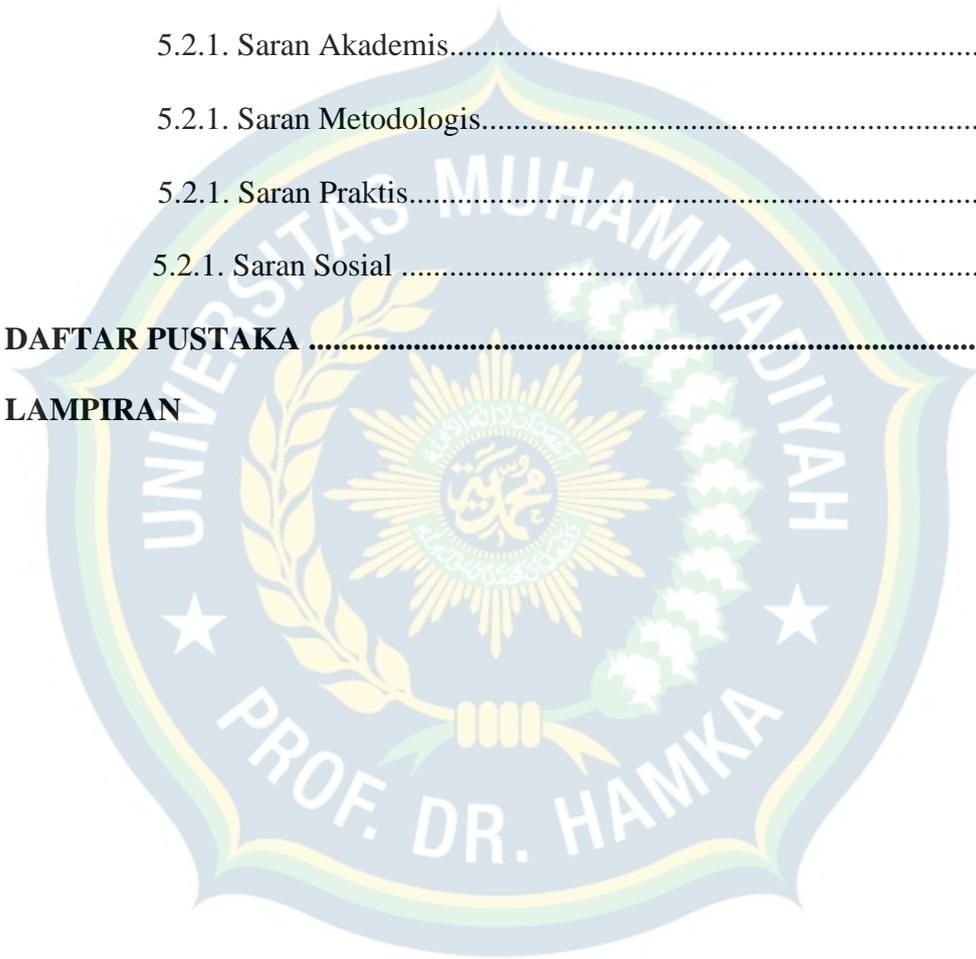 5.2.1. Saran Akademis....................................................................
5.2.1. Saran Metodologis................................................................
5.2.1. Saran Praktis.........................................................................
5.2.1. Saran Sosial ..........................................................................
DAFTAR PUSTAKA ....................................................................................
LAMPIRAN
UNIVERSITAS MUHAMMADIYAH
PROF. DR. HAMKA